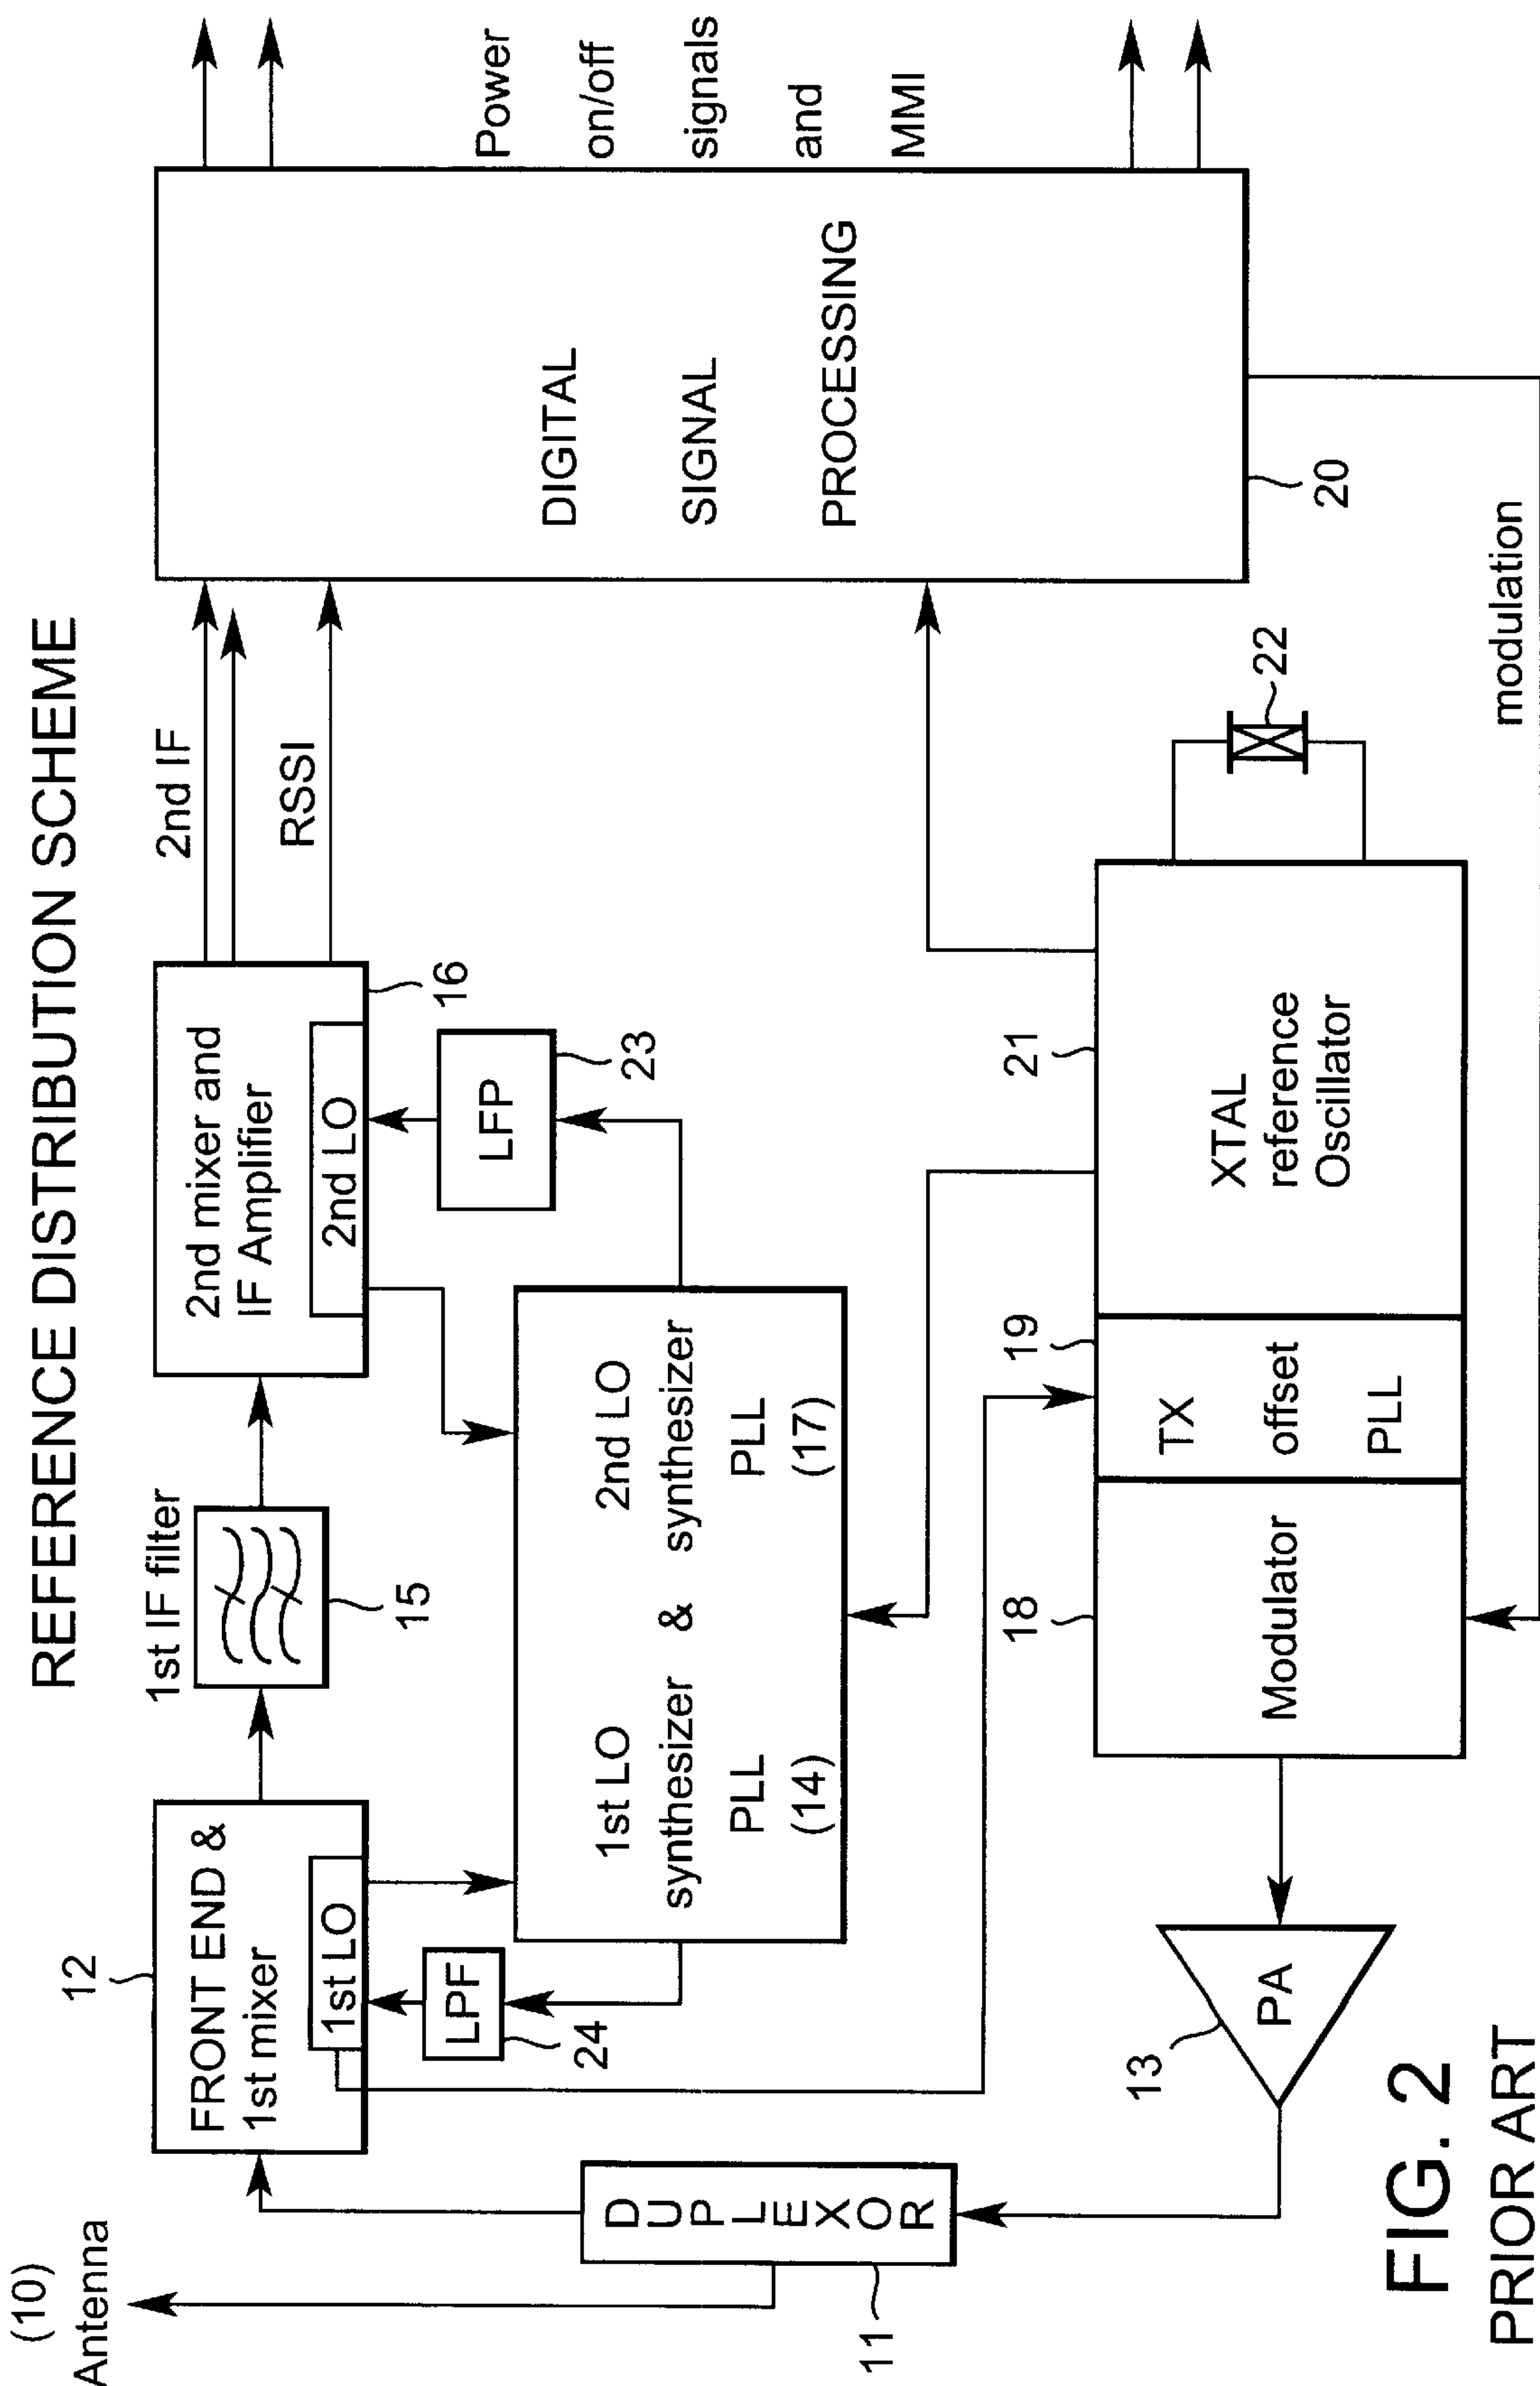 REFERENCE DISTRIBUTION SCHEME
(10)
Antenna
11
DUPLEXOR
12
FRONT END &
1st mixer
1st LO
LPF
24
1st IF filter
15
2nd mixer and
IF Amplifier
2nd LO
16
LFP
23
2nd IF
RSSI
1st LO
synthesizer
PLL
(14)
&
2nd LO
synthesizer
PLL
(17)
DIGITAL
SIGNAL
PROCESSING
20
Power
on/off
signals
and
MMI
13
PA
18
Modulator
19
TX
offset
PLL
21
XTAL
reference
Oscillator
22
modulation
FIG. 2
PRIOR ART